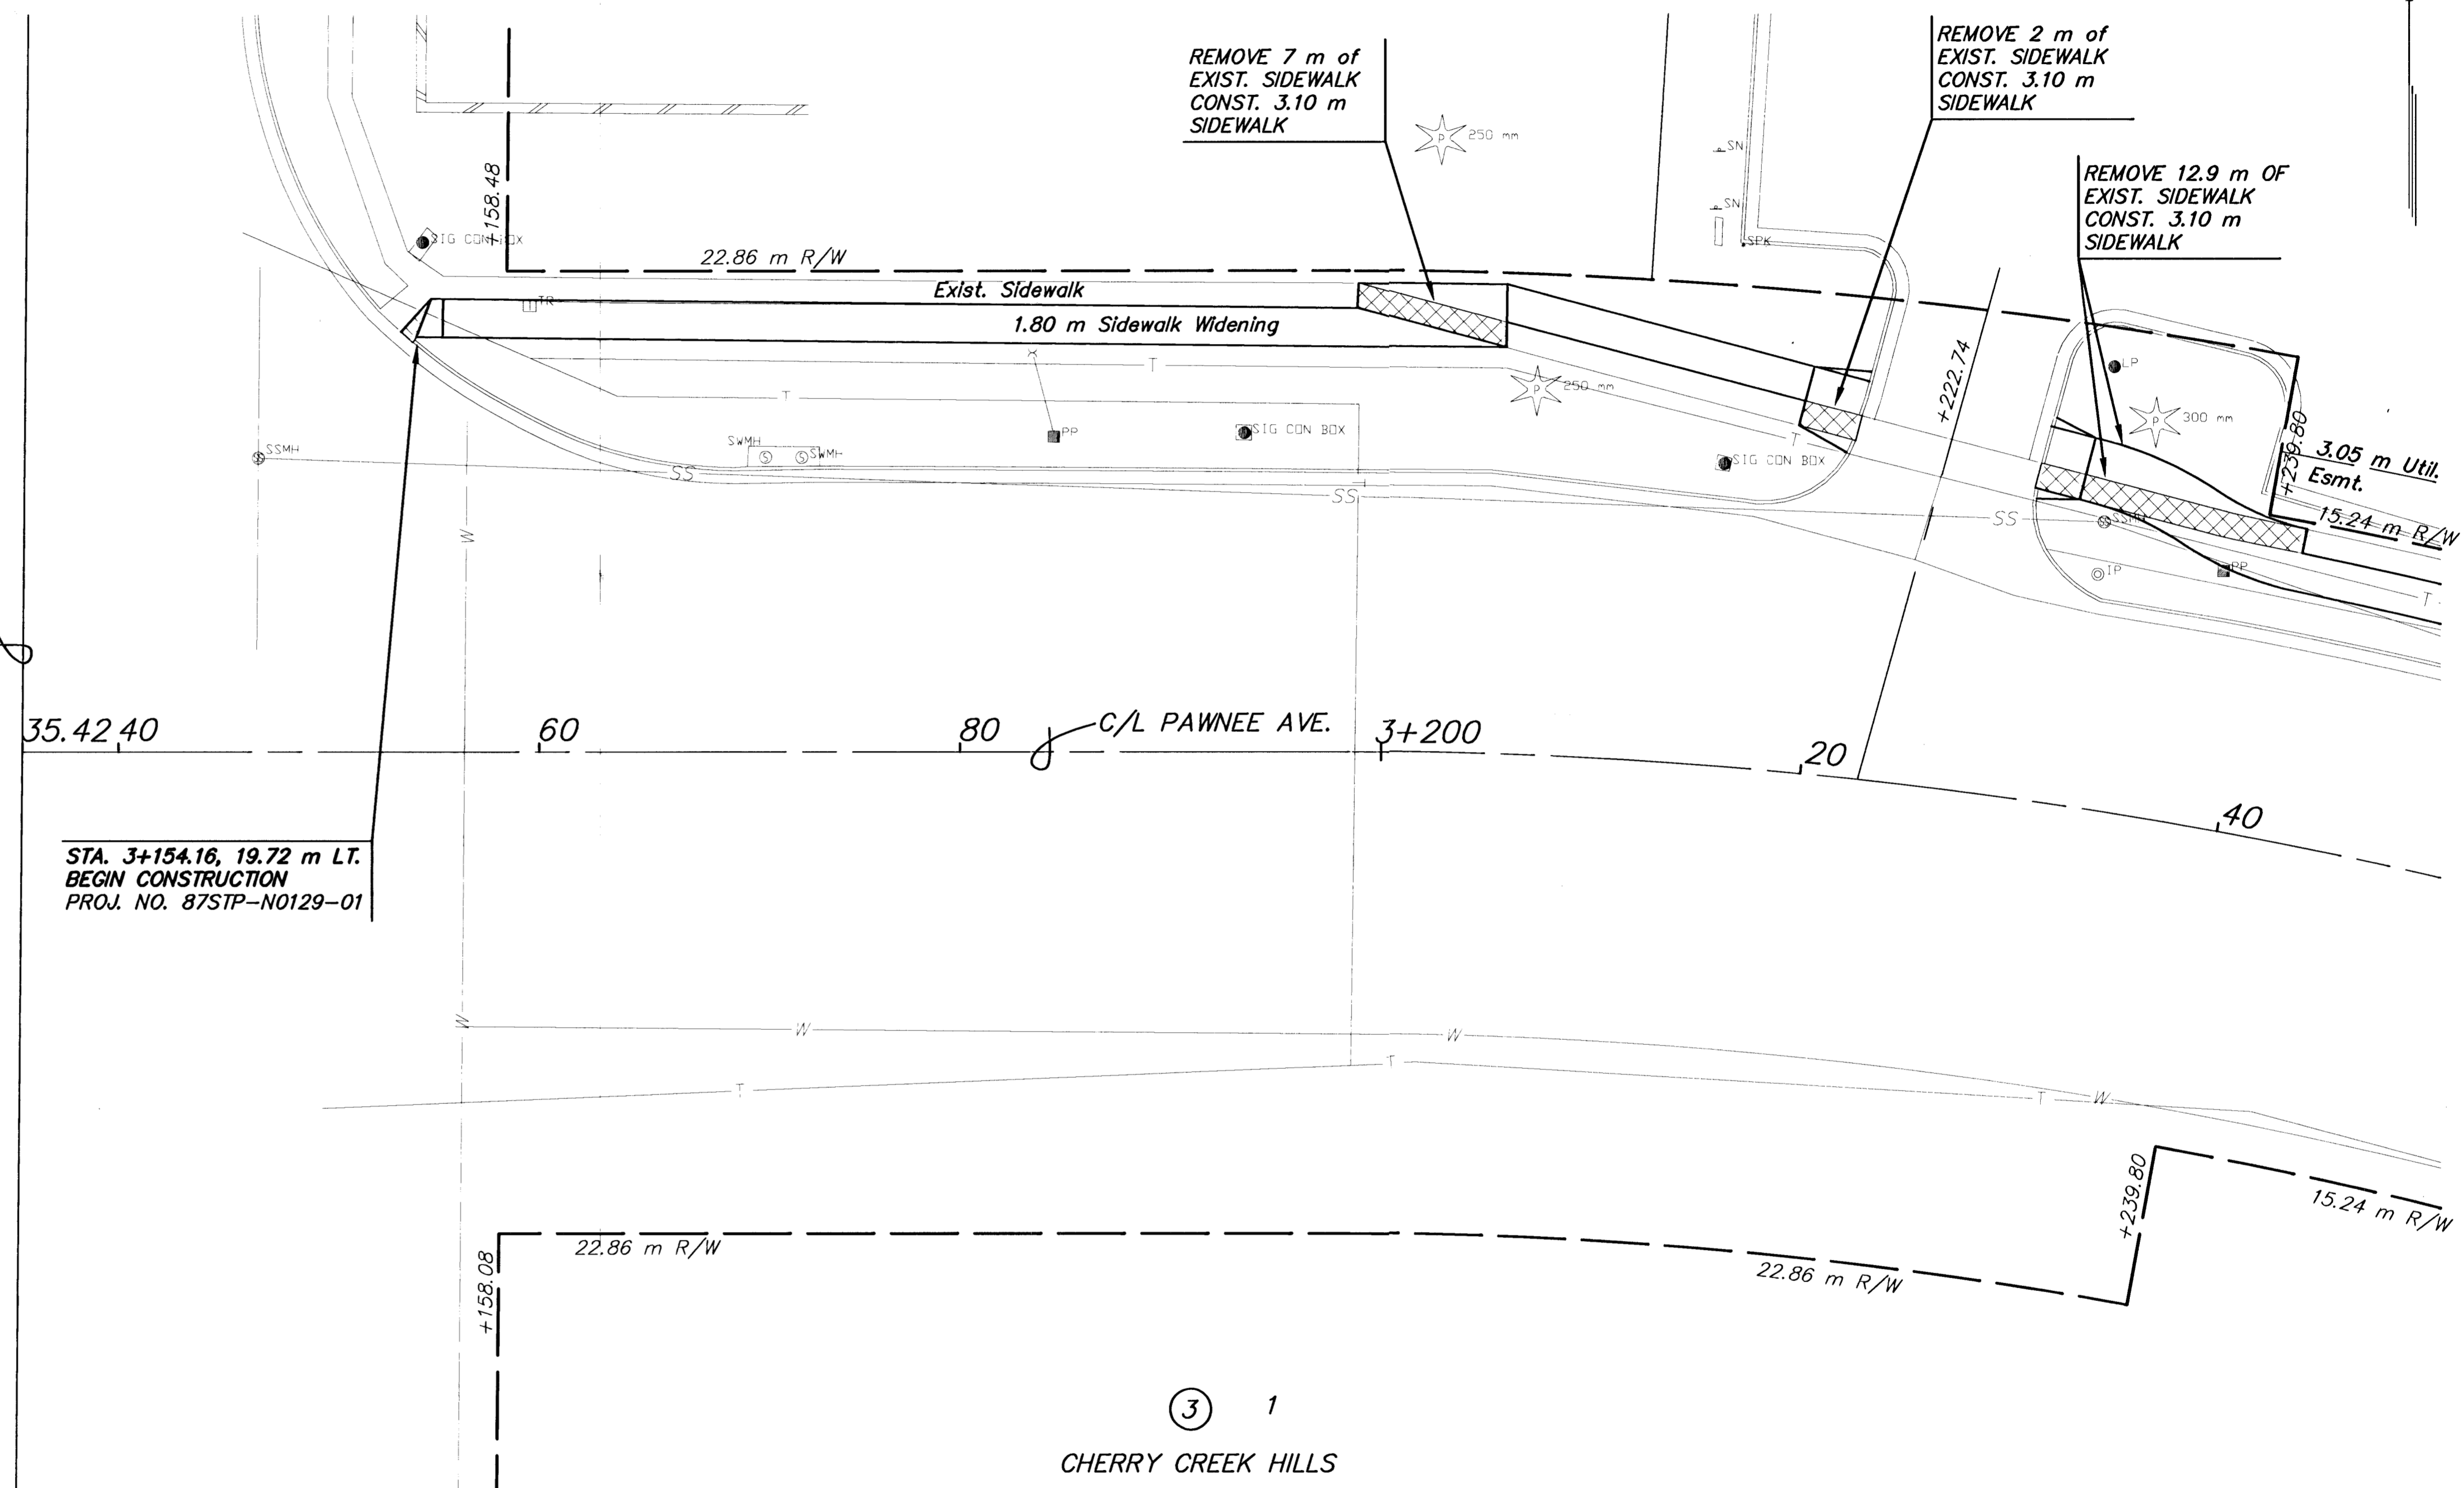 REMOVE 7 m of
EXIST. SIDEWALK
CONST. 3.10 m
SIDEWALK
REMOVE 2 m of
EXIST. SIDEWALK
CONST. 3.10 m
SIDEWALK
REMOVE 12.9 m OF
EXIST. SIDEWALK
CONST. 3.10 m
SIDEWALK
P 250 mm
SN
SN
SPK
+158.48
SIG CON BOX
22.86 m R/W
TR
Exist. Sidewalk
1.80 m Sidewalk Widening
T
T
P 250 mm
+222.74
LP
P 300 mm
+239.80
3.05 m Util.
Esmt.
15.24 m R/W
SSMH
SWMH
S
S SWMH
PP
SIG CON BOX
T
SIG CON BOX
SS
SS
SS
SSMH
IP
PP
T
W
35.42
40
60
80
C/L PAWNEE AVE.
3+200
20
40
STA. 3+154.16, 19.72 m LT.
BEGIN CONSTRUCTION
PROJ. NO. 87STP-N0129-01
W
W
W
T
T
T
W
+158.08
22.86 m R/W
22.86 m R/W
+239.80
15.24 m R/W
3 1
CHERRY CREEK HILLS